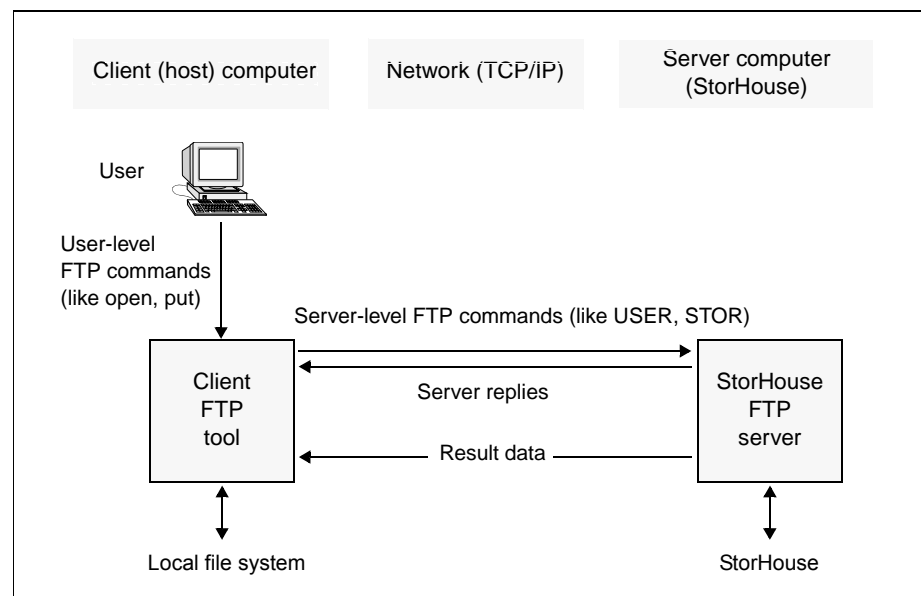 Client (host) computer
Network (TCP/IP)
Server computer
(StorHouse)
User
User-level
FTP commands
(like open, put)
Server-level FTP commands (like USER, STOR)
Client
FTP
tool
Server replies
StorHouse
FTP
server
Result data
Local file system
StorHouse